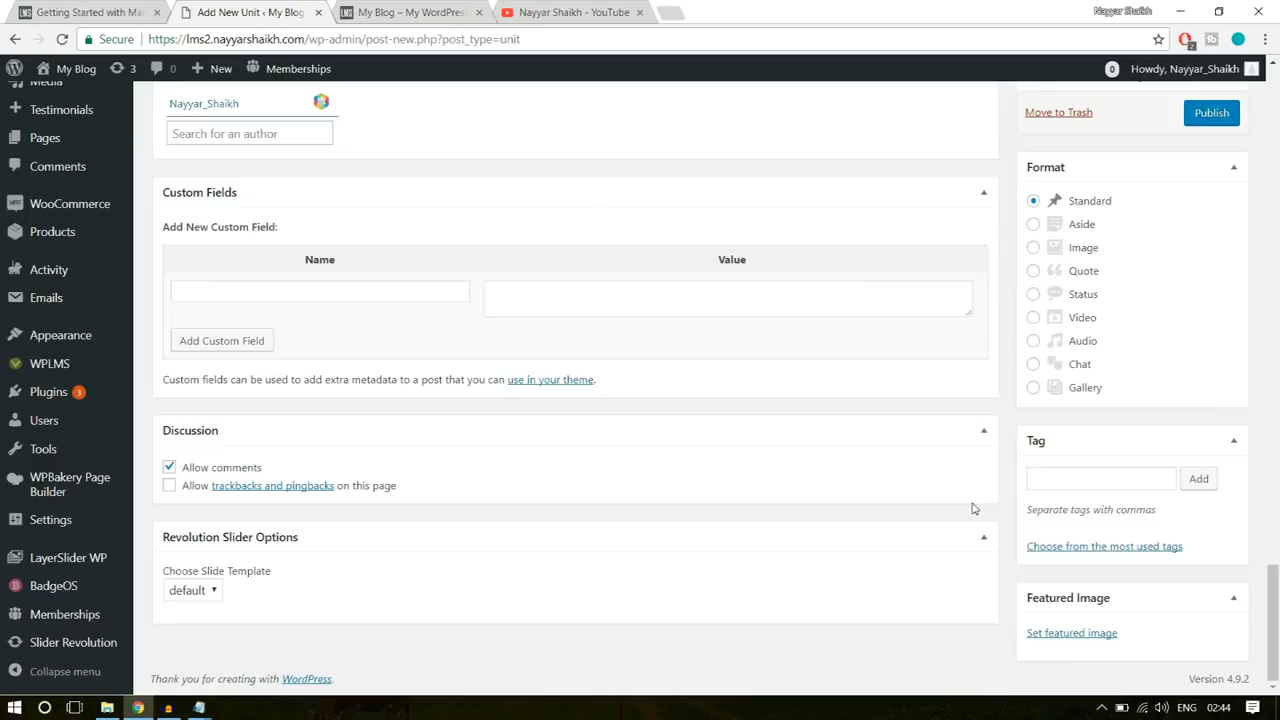 Getting Started with Ma
Add New Unit ‹ My Blog
My Blog – My WordPress
Nayyar Shaikh - YouTube
Nayyar Shaikh
Secure
https://lms2.nayyarshaikh.com/wp-admin/post-new.php?post_type=unit
2
My Blog
3
0
New
Memberships
0
Howdy, Nayyar_Shaikh
Media
Testimonials
Pages
Comments
WooCommerce
Products
Activity
Emails
Appearance
WPLMS
Plugins 3
Users
Tools
WPBakery Page
Builder
Settings
LayerSlider WP
BadgeOS
Memberships
Slider Revolution
Collapse menu
Nayyar_Shaikh
Search for an author
Custom Fields
Add New Custom Field:
Name
Value
Add Custom Field
Custom fields can be used to add extra metadata to a post that you can use in your theme.
Discussion
Allow comments
Allow trackbacks and pingbacks on this page
Revolution Slider Options
Choose Slide Template
default
Thank you for creating with WordPress.
Move to Trash
Publish
Format
Standard
Aside
Image
Quote
Status
Video
Audio
Chat
Gallery
Tag
Add
Separate tags with commas
Choose from the most used tags
Featured Image
Set featured image
Version 4.9.2
ENG
02:44